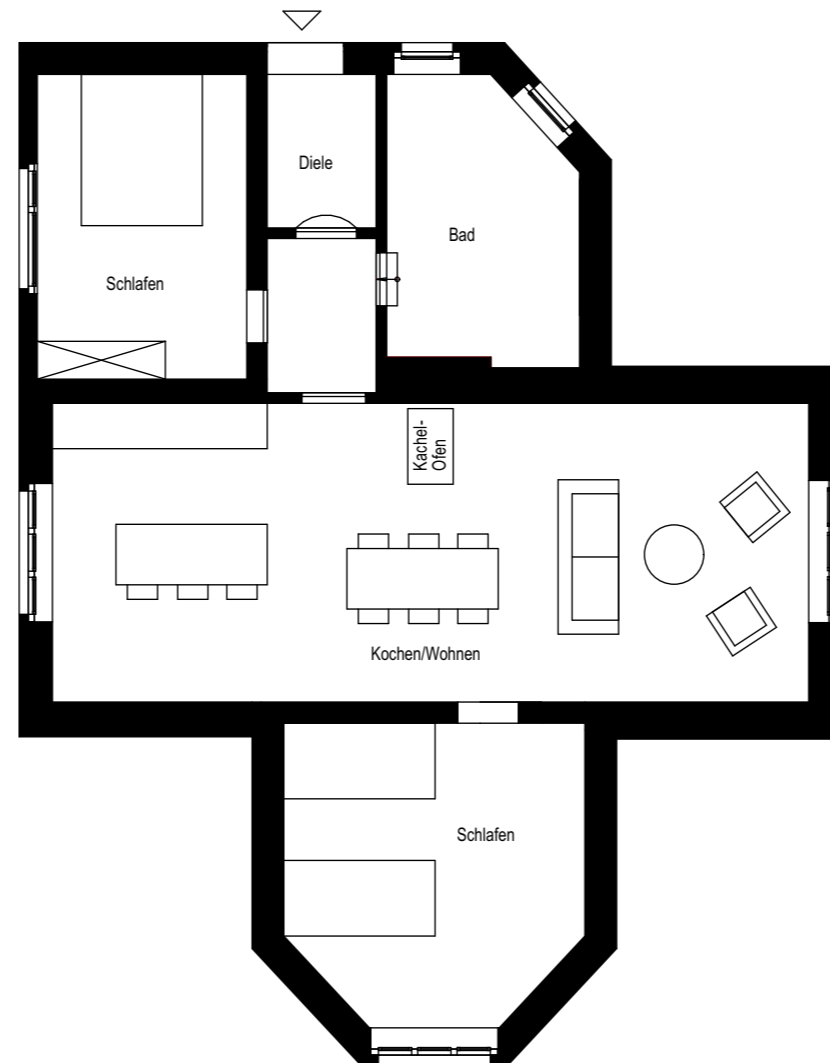 Diele
Bad
Schlafen
Kachel-
Ofen
Kochen/Wohnen
Schlafen